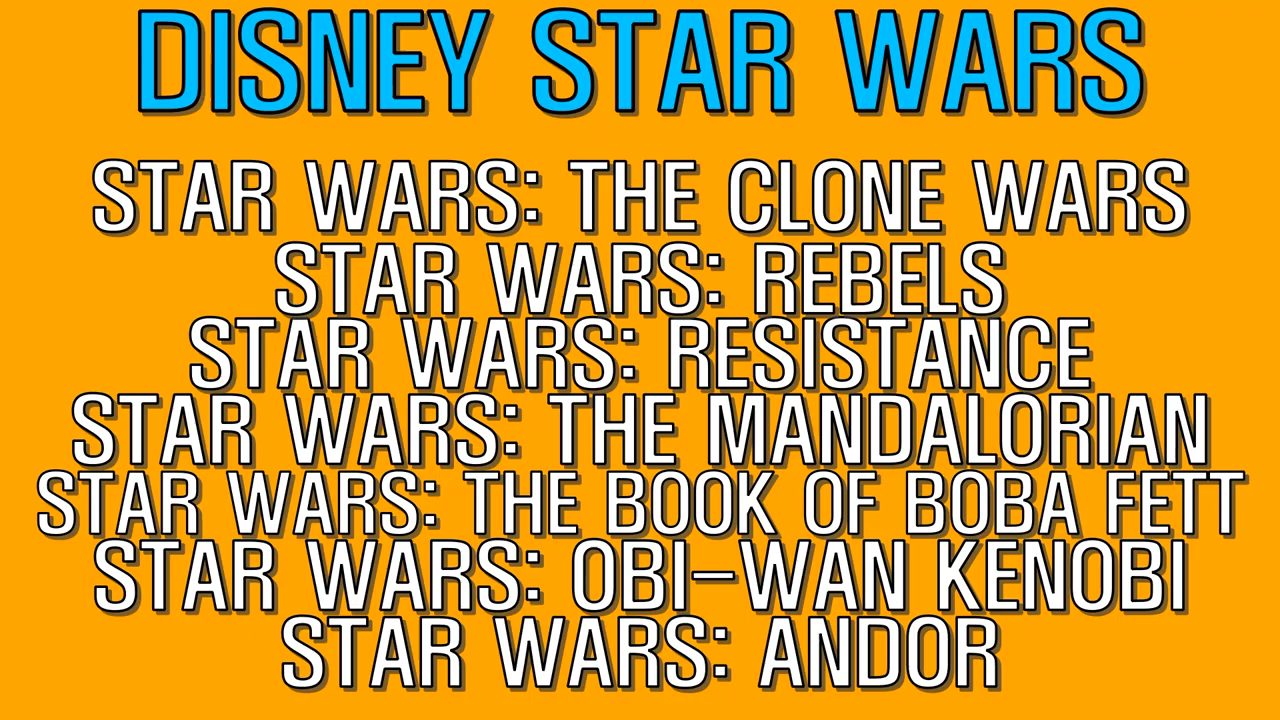 DISNEY STAR WARS
STAR WARS: THE CLONE WARS
STAR WARS: REBELS
STAR WARS: RESISTANCE
STAR WARS: THE MANDALORIAN
STAR WARS: THE BOOK OF BOBA FETT
STAR WARS: OBI-WAN KENOBI
STAR WARS: ANDOR